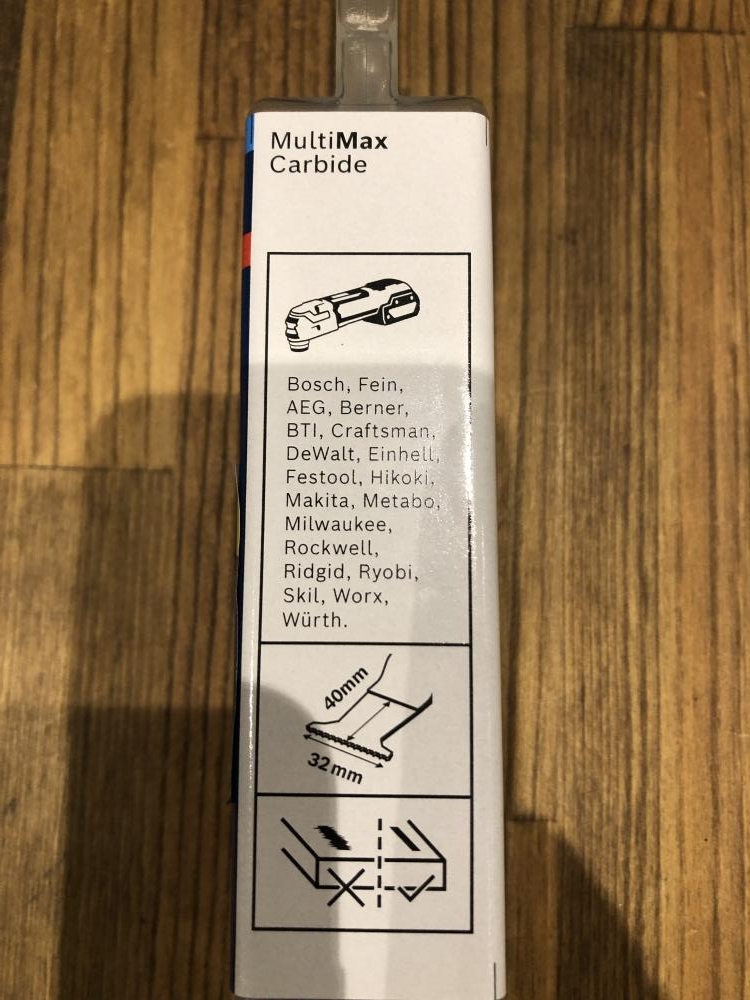 MultiMax
Carbide
Bosch, Fein,
AEG, Berner,
BTI, Craftsman,
DeWalt, Einhell,
Festool, Hikoki,
Makita, Metabo,
Milwaukee,
Rockwell,
Ridgid, Ryobi,
Skil, Worx,
Würth.
40mm
32mm